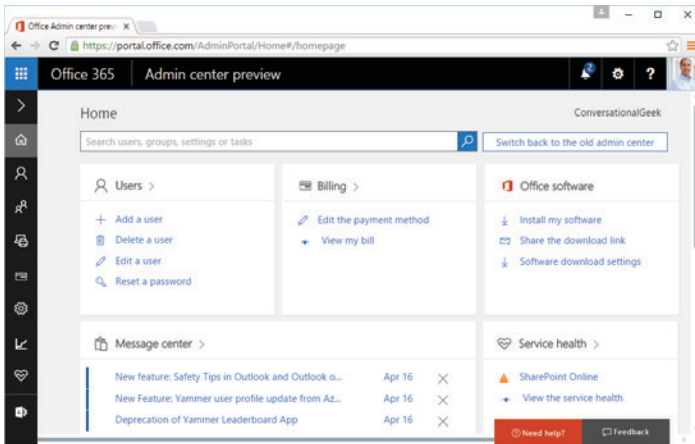 Office Admin center prev
https://portal.office.com/AdminPortal/Home#/homepage
Office 365
Admin center preview
2
?
Home
ConversationalGeek
Search users, groups, settings or tasks
Switch back to the old admin center
Users >
Add a user
Delete a user
Edit a user
Reset a password
Billing >
Edit the payment method
View my bill
Office software
Install my software
Share the download link
Software download settings
Message center >
New feature: Safety Tips in Outlook and Outlook o... Apr 16
New Feature: Yammer user profile update from Az... Apr 16
Deprecation of Yammer Leaderboard App Apr 16
Service health >
SharePoint Online
View the service health
Need help?
Feedback